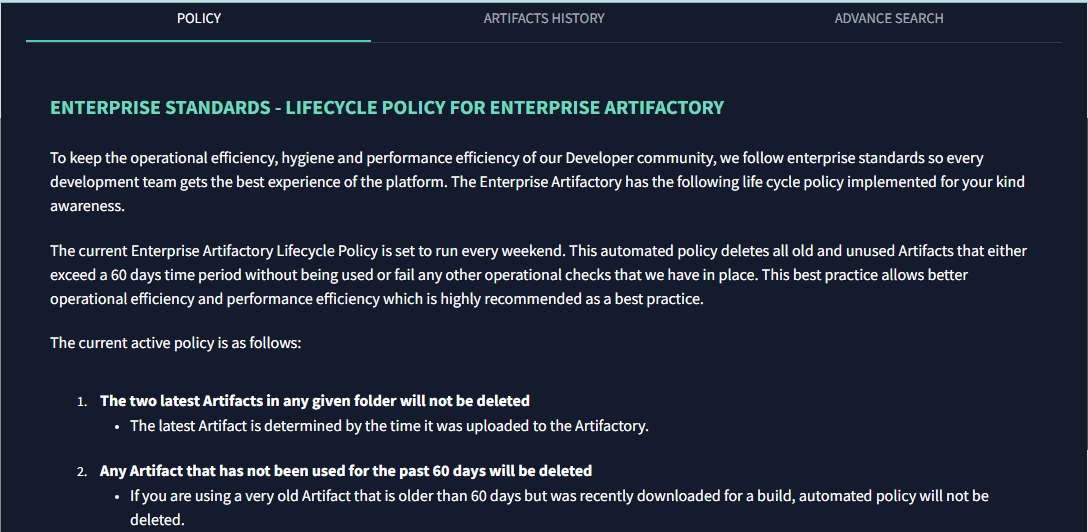 POLICY ARTIFACTS HISTORY ADVANCE SEARCH
ENTERPRISE STANDARDS - LIFECYCLE POLICY FOR ENTERPRISE ARTIFACTORY
To keep the operational efficiency, hygiene and performance efficiency of our Developer community, we follow enterprise standards so every
development team gets the best experience of the platform. The Enterprise Artifactory has the following life cycle policy implemented for your kind
awareness.
The current Enterprise Artifactory Lifecycle Policy is set to run every weekend. This automated policy deletes all old and unused Artifacts that either
exceed a 60 days time period without being used or fail any other operational checks that we have in place. This best practice allows better
operational efficiency and performance efficiency which is highly recommended as a best practice.
The current active policy is as follows:
1. The two latest Artifacts in any given folder will not be deleted
• The latest Artifact is determined by the time it was uploaded to the Artifactory.
2. Any Artifact that has not been used for the past 60 days will be deleted
• If you are using a very old Artifact that is older than 60 days but was recently downloaded for a build, automated policy will not be
deleted.